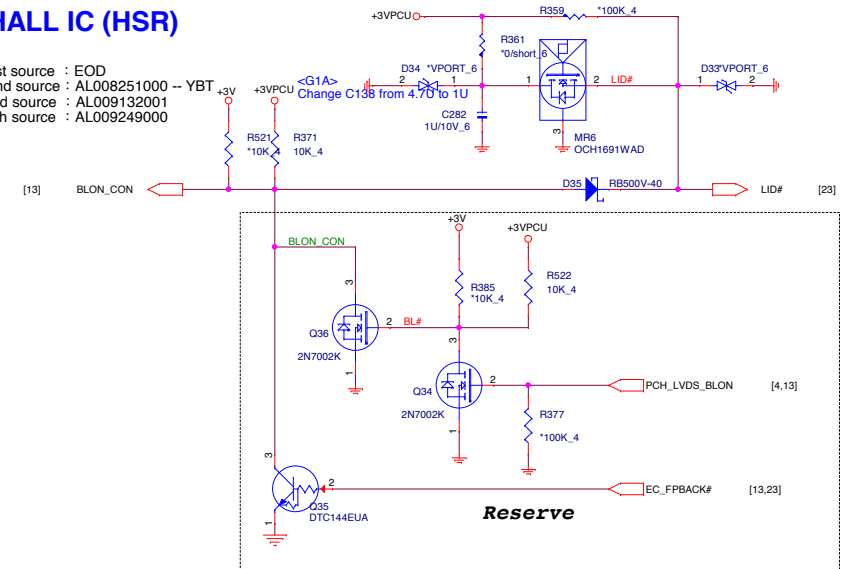 HALL IC (HSR)
st source : EOD
nd source : AL008251000 -- YBT
d source : AL009132001
h source : AL009249000
+3VPCU
R359
*100K_4
R361
*0/short_6
D34 *VPORT_6
2
1
<G1A>
Change C138 from 4.7U to 1U
C282
1U/10V_6
1
2
LID#
3
MR6
OCH1691WAD
D33
*VPORT_6
1
2
+3V
+3VPCU
R521
*10K_4
R371
10K_4
[13]
BLON_CON
D35
RB500V-40
LID#
[23]
BLON_CON
+3V
+3VPCU
R385
*10K_4
R522
10K_4
3
Q36
2
BL#
2N7002K
1
3
Q34
2
2N7002K
1
PCH_LVDS_BLON
[4,13]
R377
*100K_4
3
2
Q35
DTC144EUA
1
EC_FPBACK#
[13,23]
Reserve